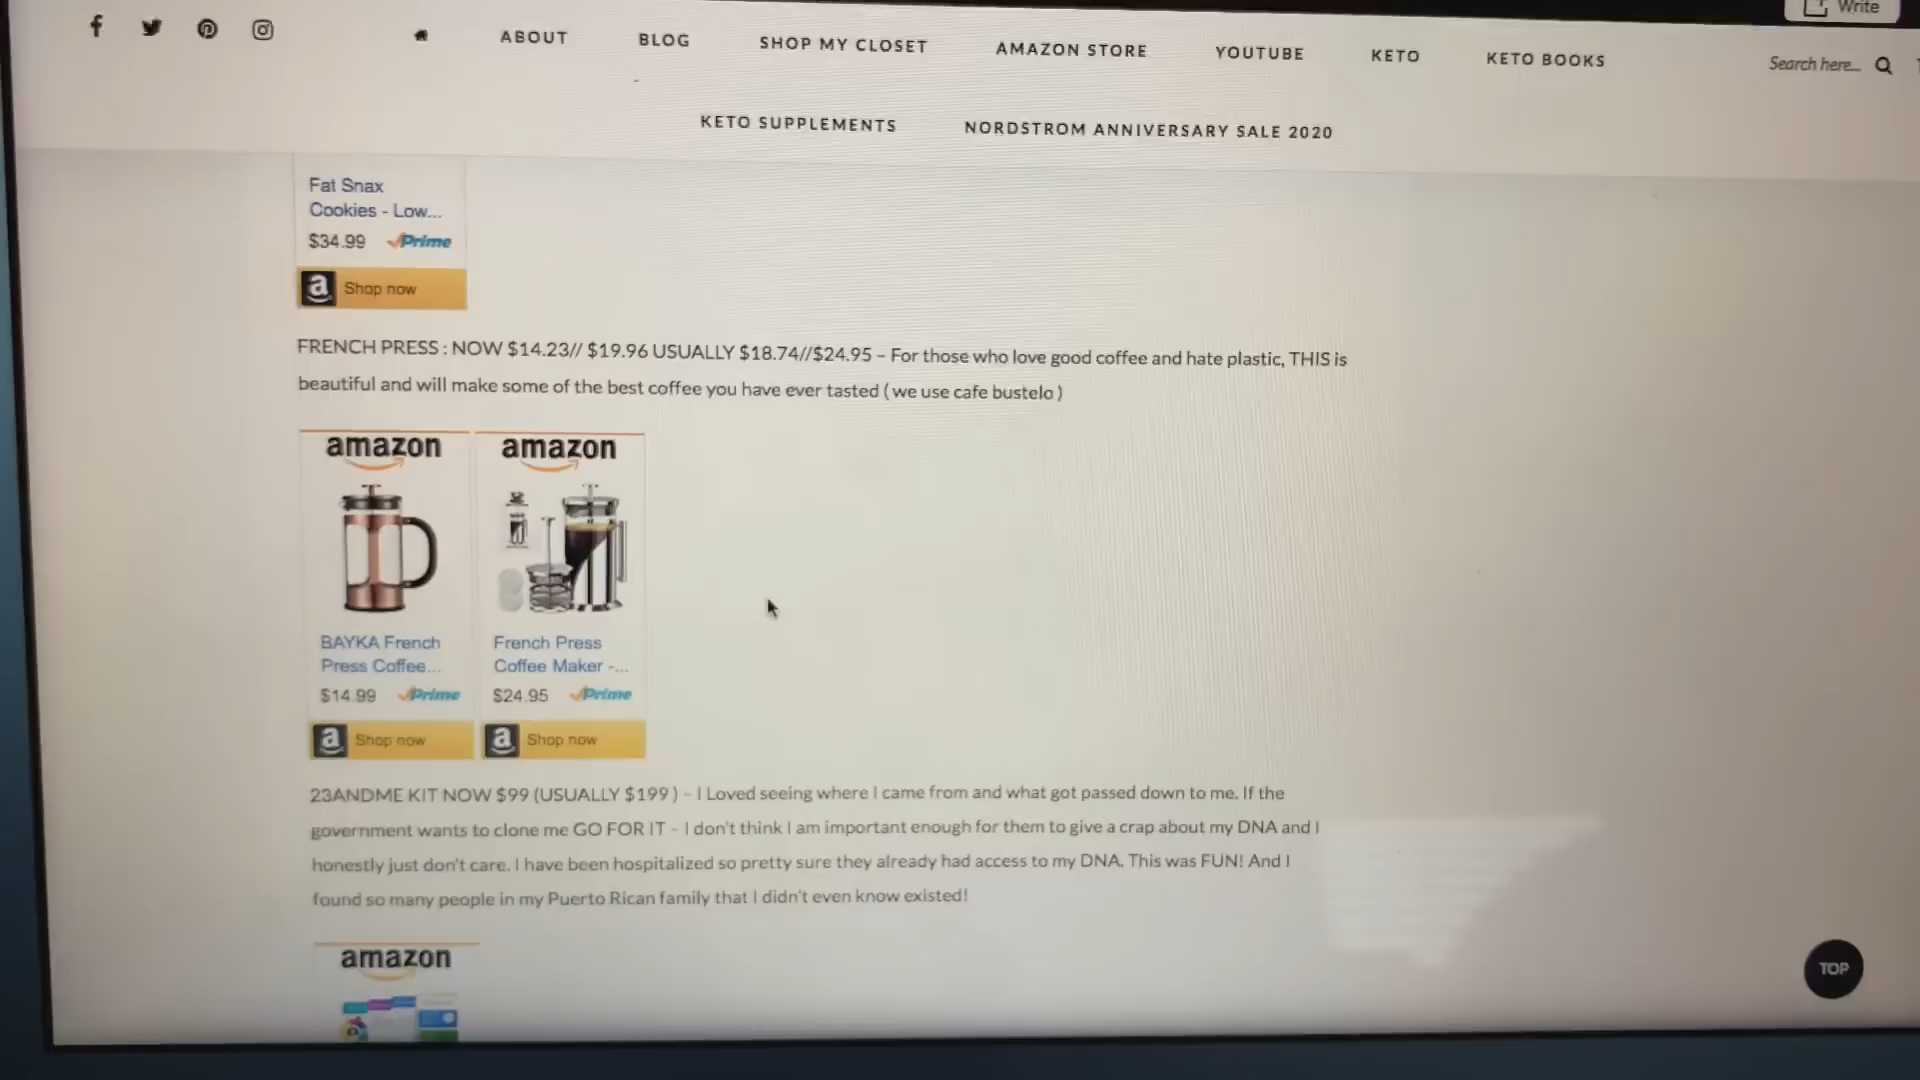 Write
ABOUT BLOG SHOP MY CLOSET AMAZON STORE YOUTUBE KETO KETO BOOKS Search here...
KETO SUPPLEMENTS NORDSTROM ANNIVERSARY SALE 2020
Fat Snax
Cookies - Low...
$34.99 Prime
a Shop now
FRENCH PRESS : NOW $14.23// $19.96 USUALLY $18.74//$24.95 – For those who love good coffee and hate plastic, THIS is
beautiful and will make some of the best coffee you have ever tasted ( we use cafe bustelo )
amazon amazon
BAYKA French French Press
Press Coffee... Coffee Maker -...
$14.99 Prime $24.95 Prime
a Shop now a Shop now
23ANDME KIT NOW $99 (USUALLY $199 ) – I Loved seeing where I came from and what got passed down to me. If the
government wants to clone me GO FOR IT – I don't think I am important enough for them to give a crap about my DNA and I
honestly just don't care. I have been hospitalized so pretty sure they already had access to my DNA. This was FUN! And I
found so many people in my Puerto Rican family that I didn't even know existed!
amazon
TOP